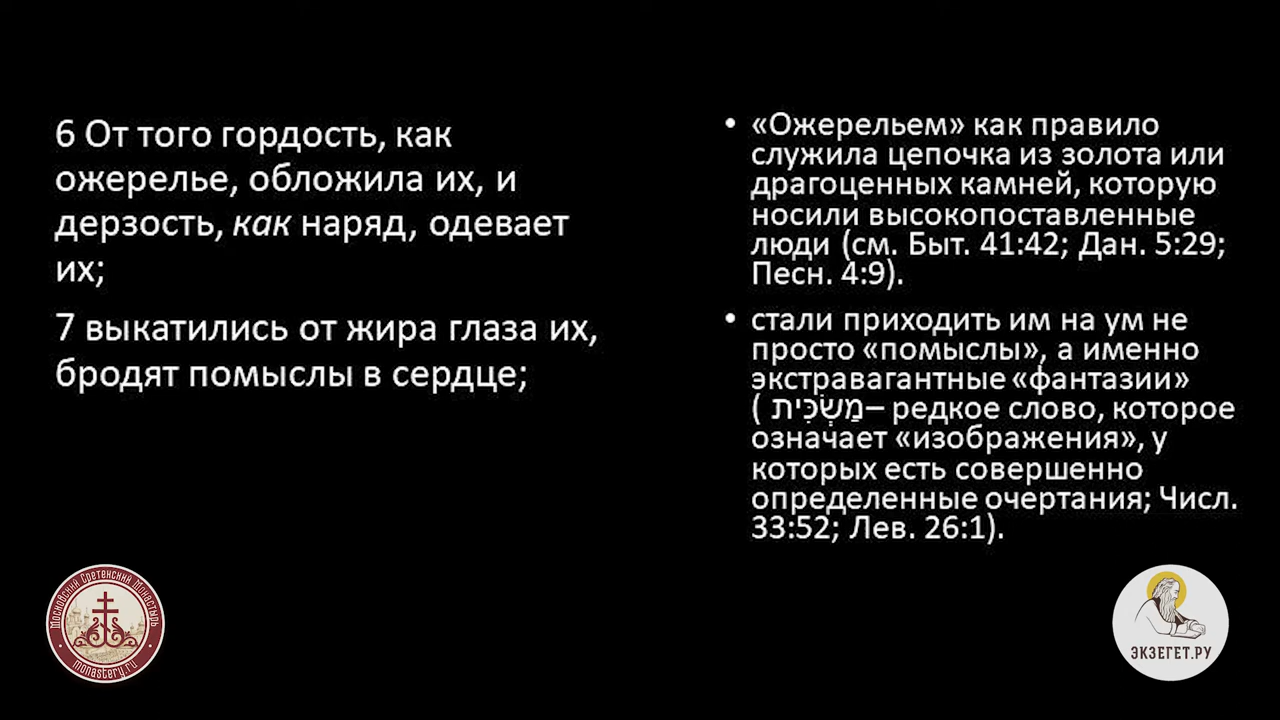 6 От того гордость, как
ожерелье, обложила их, и
дерзость, как наряд, одевает
их;
7 выкатились от жира глаза их,
бродят помыслы в сердце;
• «Ожерельем» как правило
служила цепочка из золота или
драгоценных камней, которую
носили высокопоставленные
люди (см. Быт. 41:42; Дан. 5:29;
Песн. 4:9).
• стали приходить им на ум не
просто «помыслы», а именно
экстравагантные «фантазии»
( מַשְׂכִּית– редкое слово, которое
означает «изображения», у
которых есть совершенно
определенные очертания; Числ.
33:52; Лев. 26:1).
Московский Сретенский Монастырь
monastery.ru
ЭКЗЕГЕТ.РУ